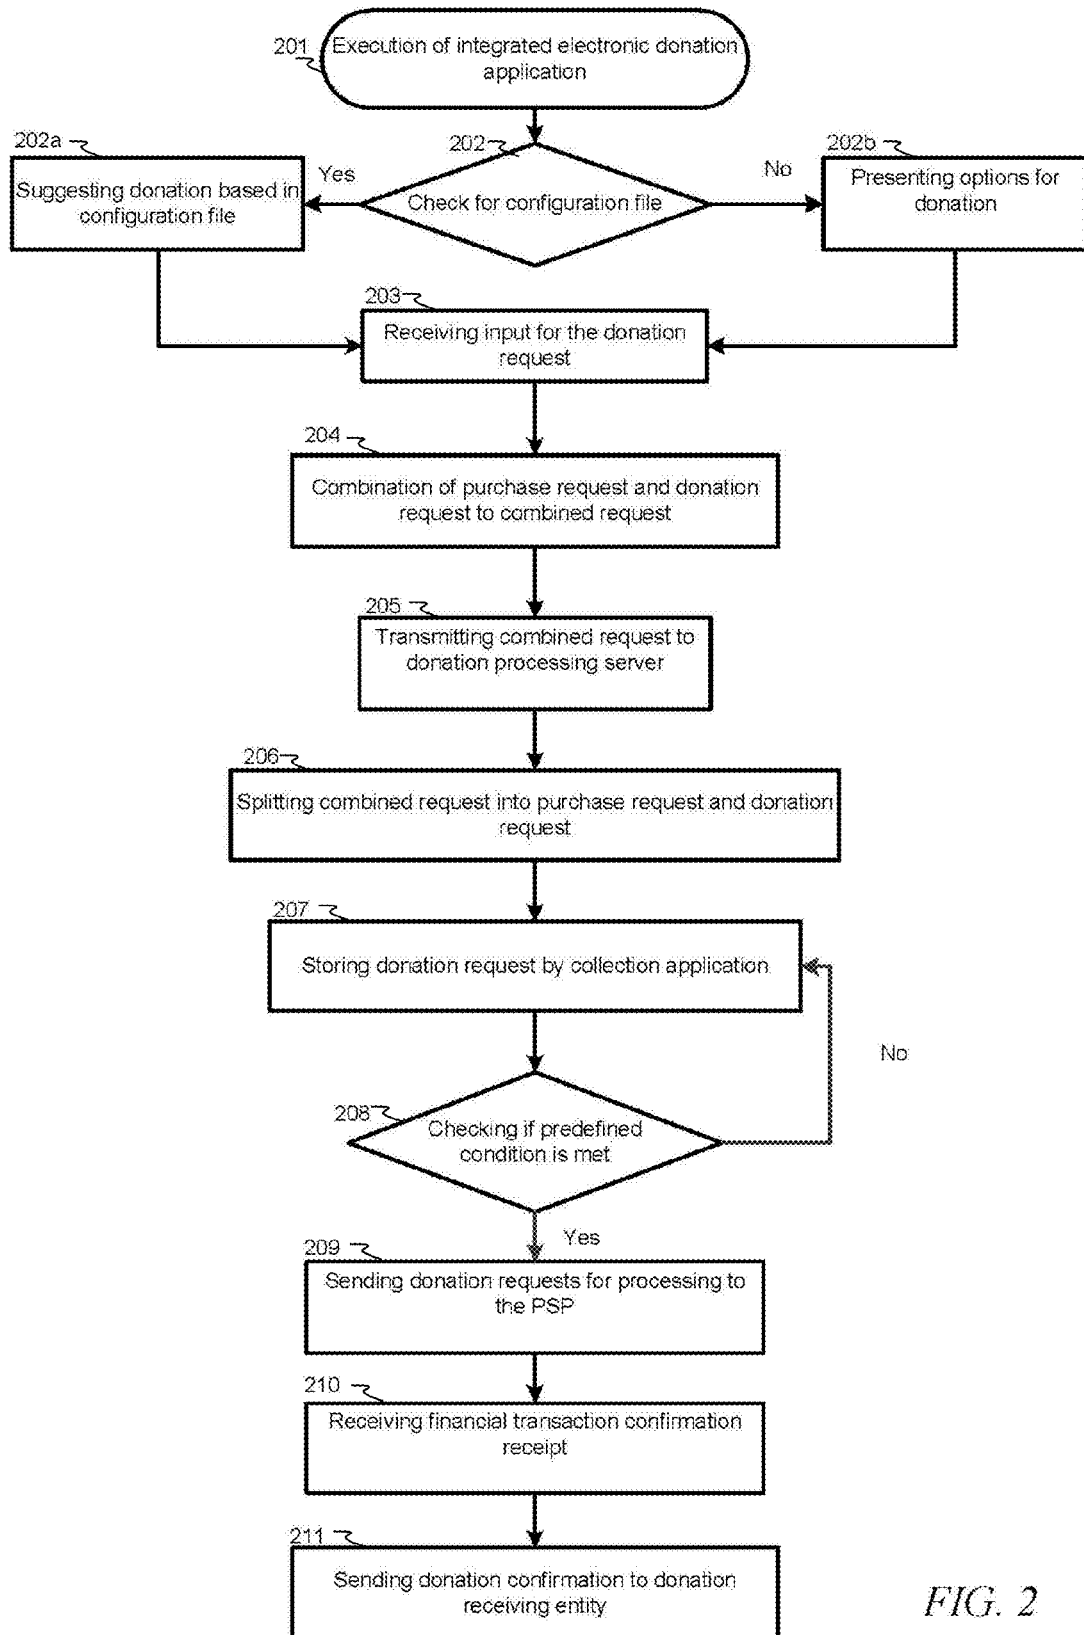 201
Execution of integrated electronic donation
application
202a
202
202b
Yes
No
Suggesting donation based in
configuration file
Check for configuration file
Presenting options for
donation
203
Receiving input for the donation
request
204
Combination of purchase request and donation
request to combined request
205
Transmitting combined request to
donation processing server
206
Splitting combined request into purchase request and donation
request
207
Storing donation request by collection application
No
208
Checking if predefined
condition is met
Yes
209
Sending donation requests for processing to
the PSP
210
Receiving financial transaction confirmation
receipt
211
Sending donation confirmation to donation
receiving entity
FIG. 2